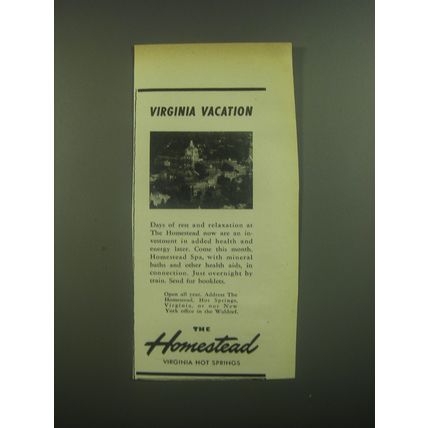 VIRGINIA VACATION
Days of rest and relaxation at
The Homestead now are an in-
vestment in added health and
energy later. Come this month.
Homestead Spa, with mineral
baths and other health aids, in
connection. Just overnight by
train. Send for booklets.
Open all year. Address The
Homestead, Hot Springs,
Virginia, or our New
York office in the Waldorf.
THE
Homestead
VIRGINIA HOT SPRINGS